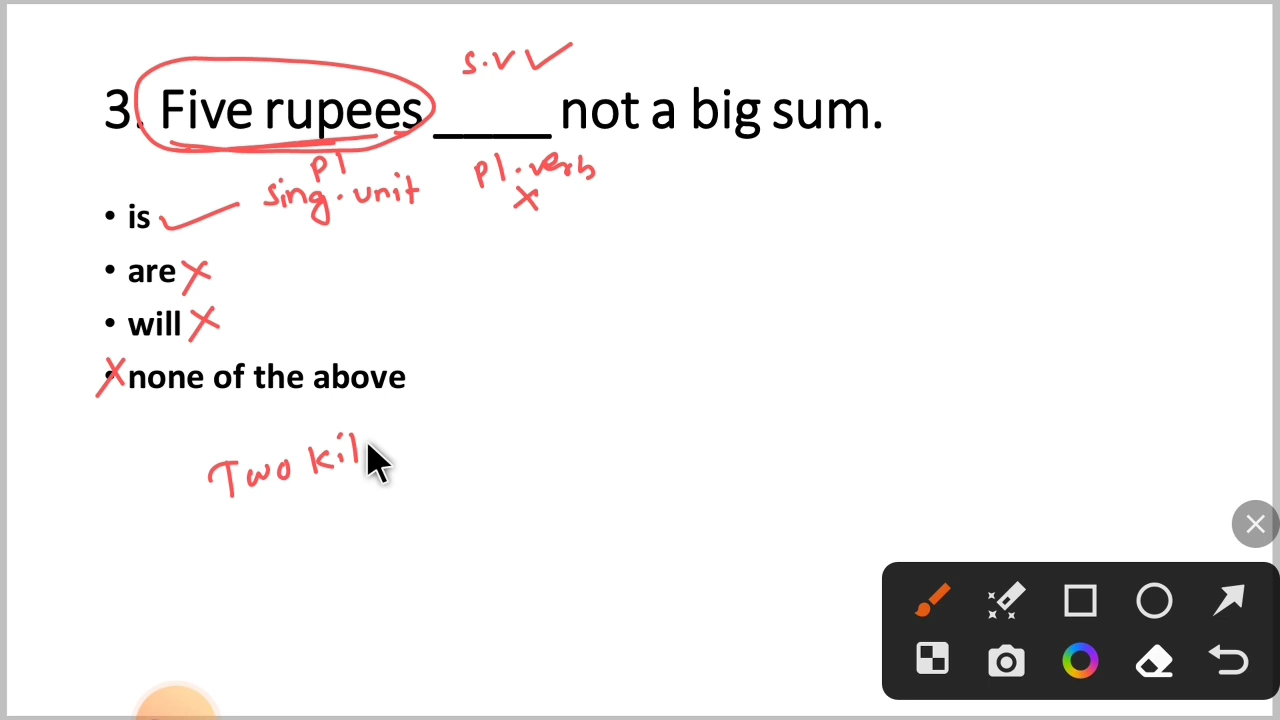 s.v
3. Five rupees ____ not a big sum.
pl
sing. unit
pl. verb
• is
• are
• will
• none of the above
Two kil